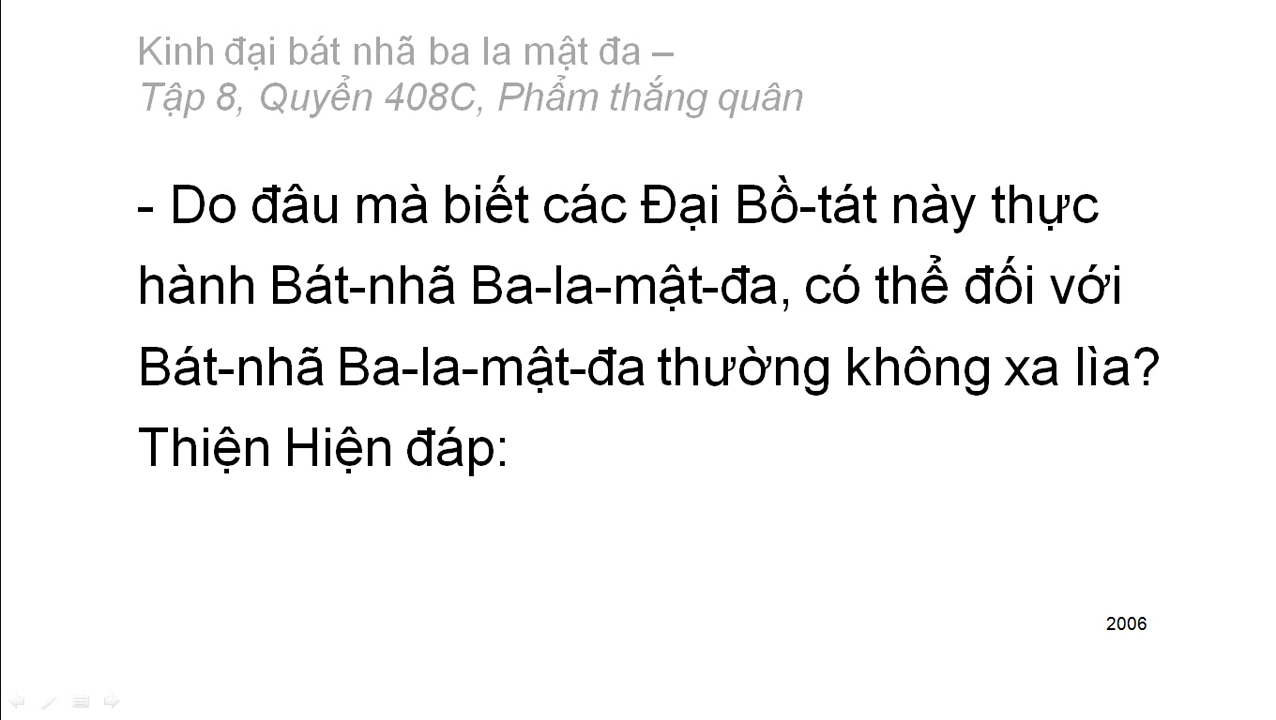 Kinh đại bát nhã ba la mật đa –
Tập 8, Quyển 408C, Phẩm thắng quân
- Do đâu mà biết các Đại Bồ-tát này thực
hành Bát-nhã Ba-la-mật-đa, có thể đối với
Bát-nhã Ba-la-mật-đa thường không xa lìa?
Thiện Hiện đáp:
2006